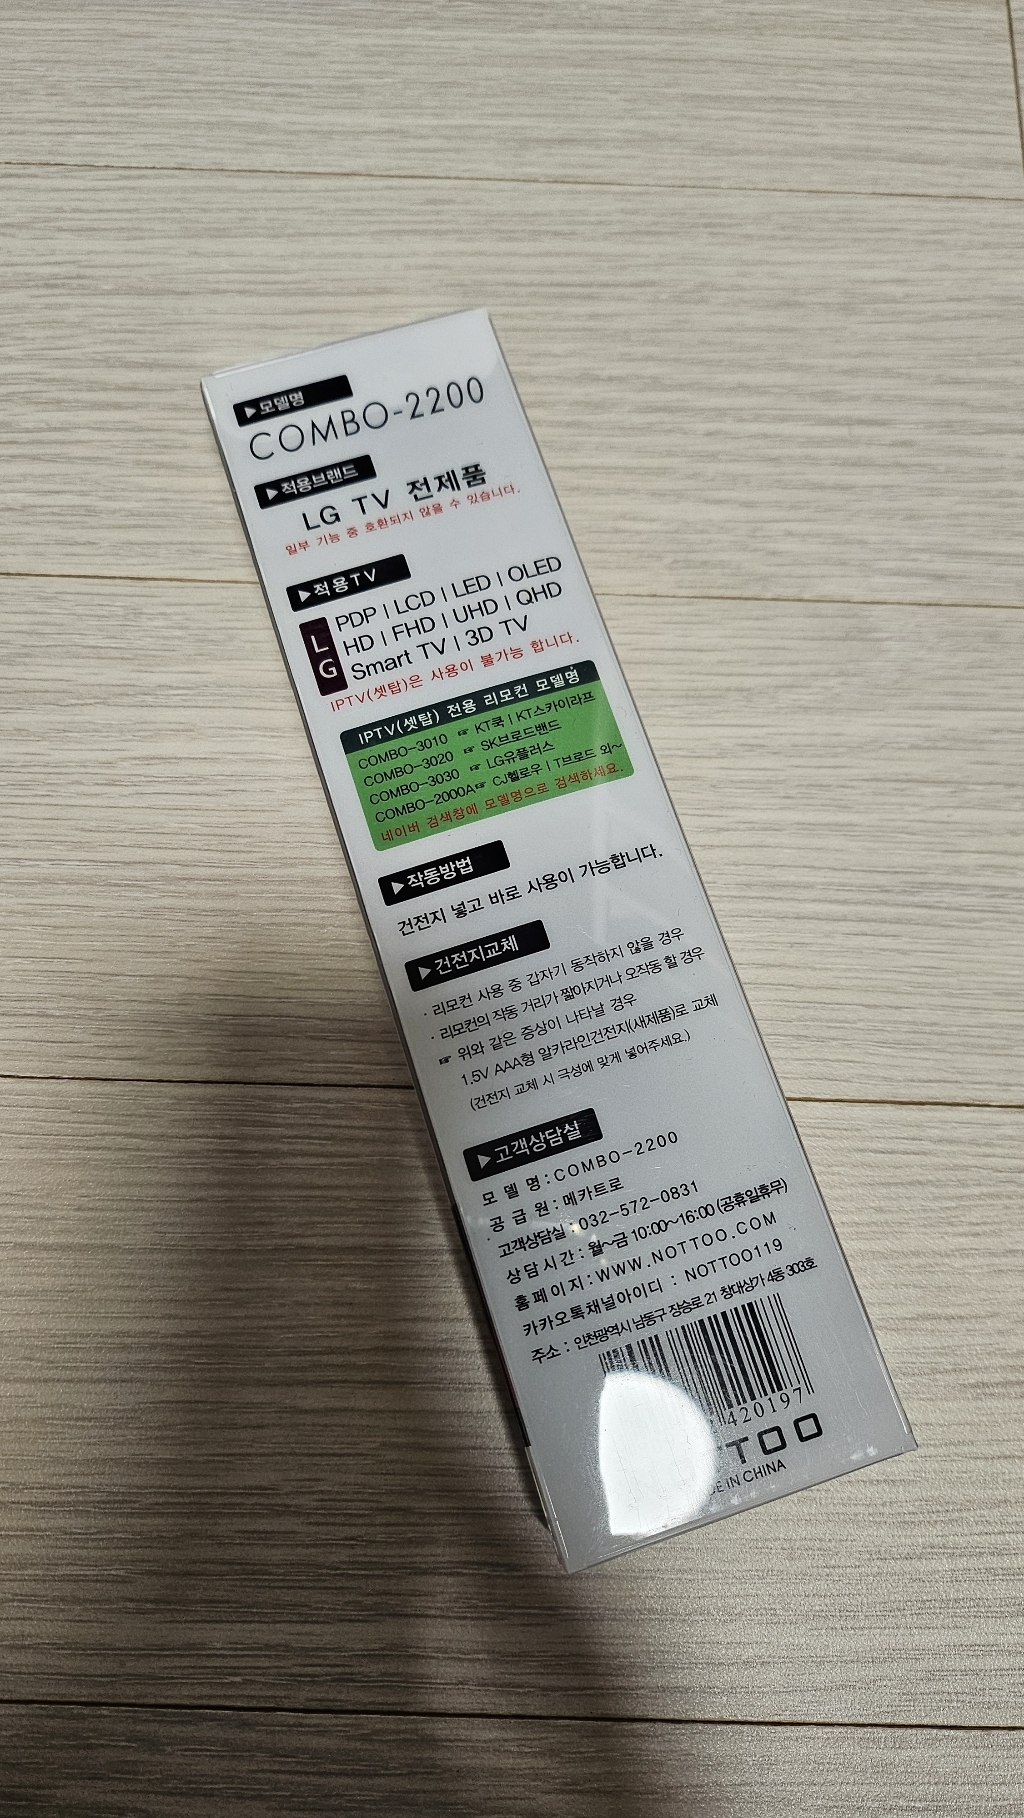 ▶모델명
COMBO-2200
▶적용브랜드
LG TV 전제품
일부 기능 중 호환되지 않을 수 있습니다.
▶적용TV
LG
PDP | LCD | LED | OLED
HD | FHD | UHD | QHD
Smart TV | 3D TV
IPTV(셋탑)은 사용이 불가능 합니다.
IPTV(셋탑) 전용 리모컨 모델명
COMBO-3010 ☞ KT쿡 | KT스카이라프
COMBO-3020 ☞ SK브로드밴드
COMBO-3030 ☞ LG유플러스
COMBO-2000A☞ CJ헬로우 | T브로드 외~
네이버 검색창에 모델명으로 검색하세요.
▶작동방법
건전지 넣고 바로 사용이 가능합니다.
▶건전지교체
· 리모컨 사용 중 갑자기 동작하지 않을 경우
· 리모컨의 작동 거리가 짧아지거나 오작동 할 경우
☞ 위와 같은 증상이 나타날 경우
1.5V AAA형 알카라인건전지(새제품)로 교체
(건전지 교체 시 극성에 맞게 넣어주세요.)
▶고객상담실
모 델 명 : COMBO-2200
공 급 원 : 메카트로
고객상담실 : 032-572-0831
상담시간 : 월~금 10:00~16:00 (공휴일휴무)
홈페이지 : WWW.NOTTOO.COM
카카오톡채널아이디 : NOTTOO119
주소 : 인천광역시 남동구 장승로 21 창대상가 4동 303호
420197
TOO
IN CHINA